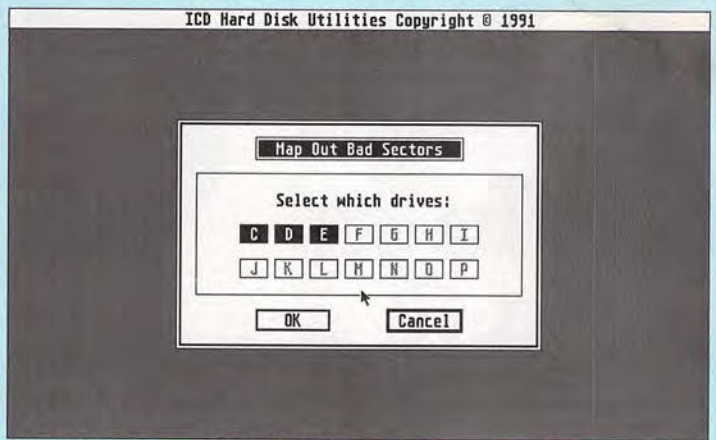 ICD Hard Disk Utilities Copyright © 1991
Map Out Bad Sectors
Select which drives:
C D E F G H I
J K L M N O P
OK Cancel